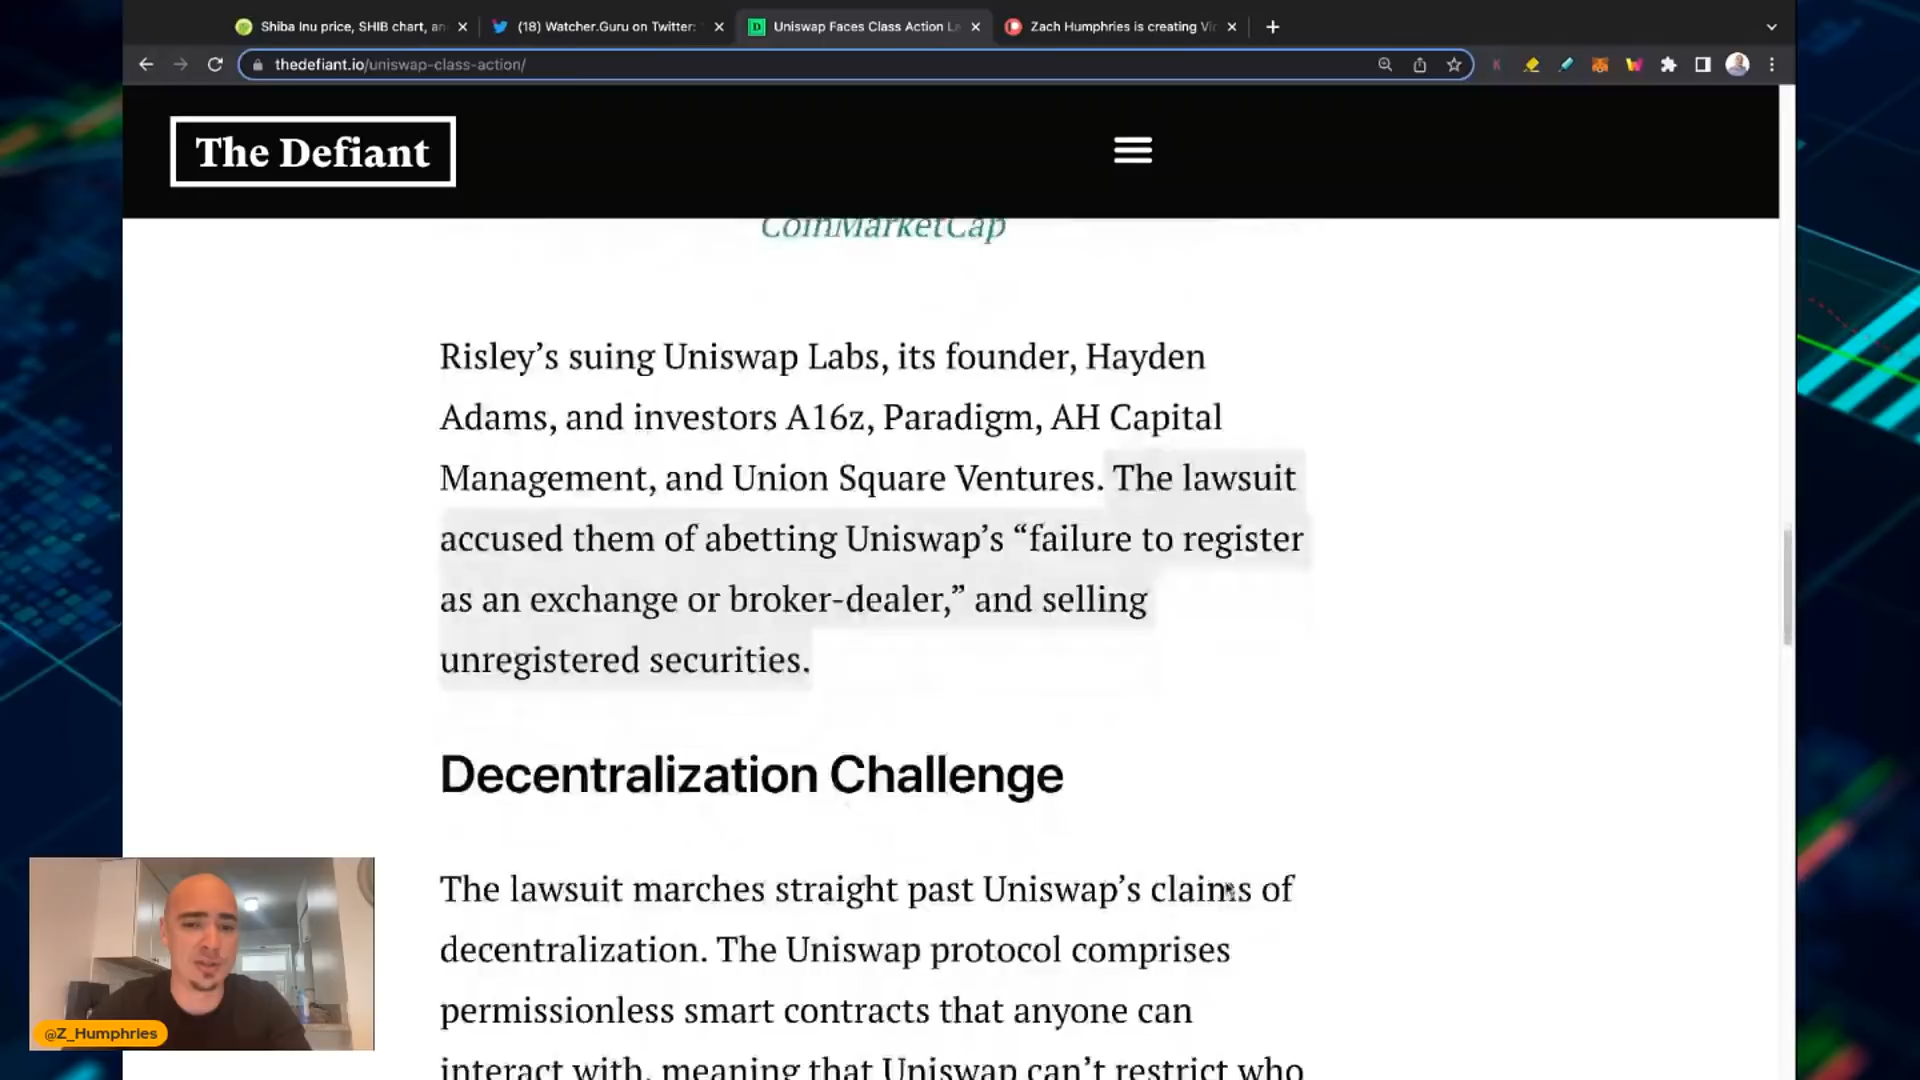 Shiba Inu price, SHIB chart, an
(18) Watcher.Guru on Twitter:
Uniswap Faces Class Action L
Zach Humphries is creating Vi
thedefiant.io/uniswap-class-action/
The Defiant
CoinMarketCap
Risley’s suing Uniswap Labs, its founder, Hayden
Adams, and investors A16z, Paradigm, AH Capital
Management, and Union Square Ventures. The lawsuit
accused them of abetting Uniswap’s “failure to register
as an exchange or broker-dealer,” and selling
unregistered securities.
Decentralization Challenge
The lawsuit marches straight past Uniswap’s claims of
decentralization. The Uniswap protocol comprises
permissionless smart contracts that anyone can
interact with, meaning that Uniswap can’t restrict who
@Z_Humphries